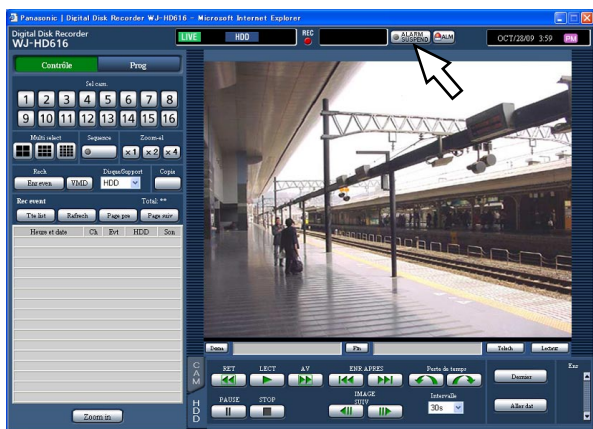 Panasonic | Digital Disk Recorder WJ-HD616 - Microsoft Internet Explorer
Digital Disk Recorder
WJ-HD616
LIVE HDD REC ALARM SUSPEND ALM OCT/28/09 3:59 PM
Contrôle Prog
Sel cam.
1 2 3 4 5 6 7 8
9 10 11 12 13 14 15 16
Multi select Sequence Zoom-el
x1 x2 x4
Rech Disque/Support Copie
Enr even VMD HDD
Rec event Total: **
Tte list Rafrech Page pre Page suiv
Heure et date Ch Evt HDD Son
Zoom in
Demu Fin Telech Lecteur
CAM
HDD
RET LECT AV ENR APRES Perte de temps
Dernier
Enr
PAUSE STOP IMAGE SUIV Intervalle
30s
Aller dat